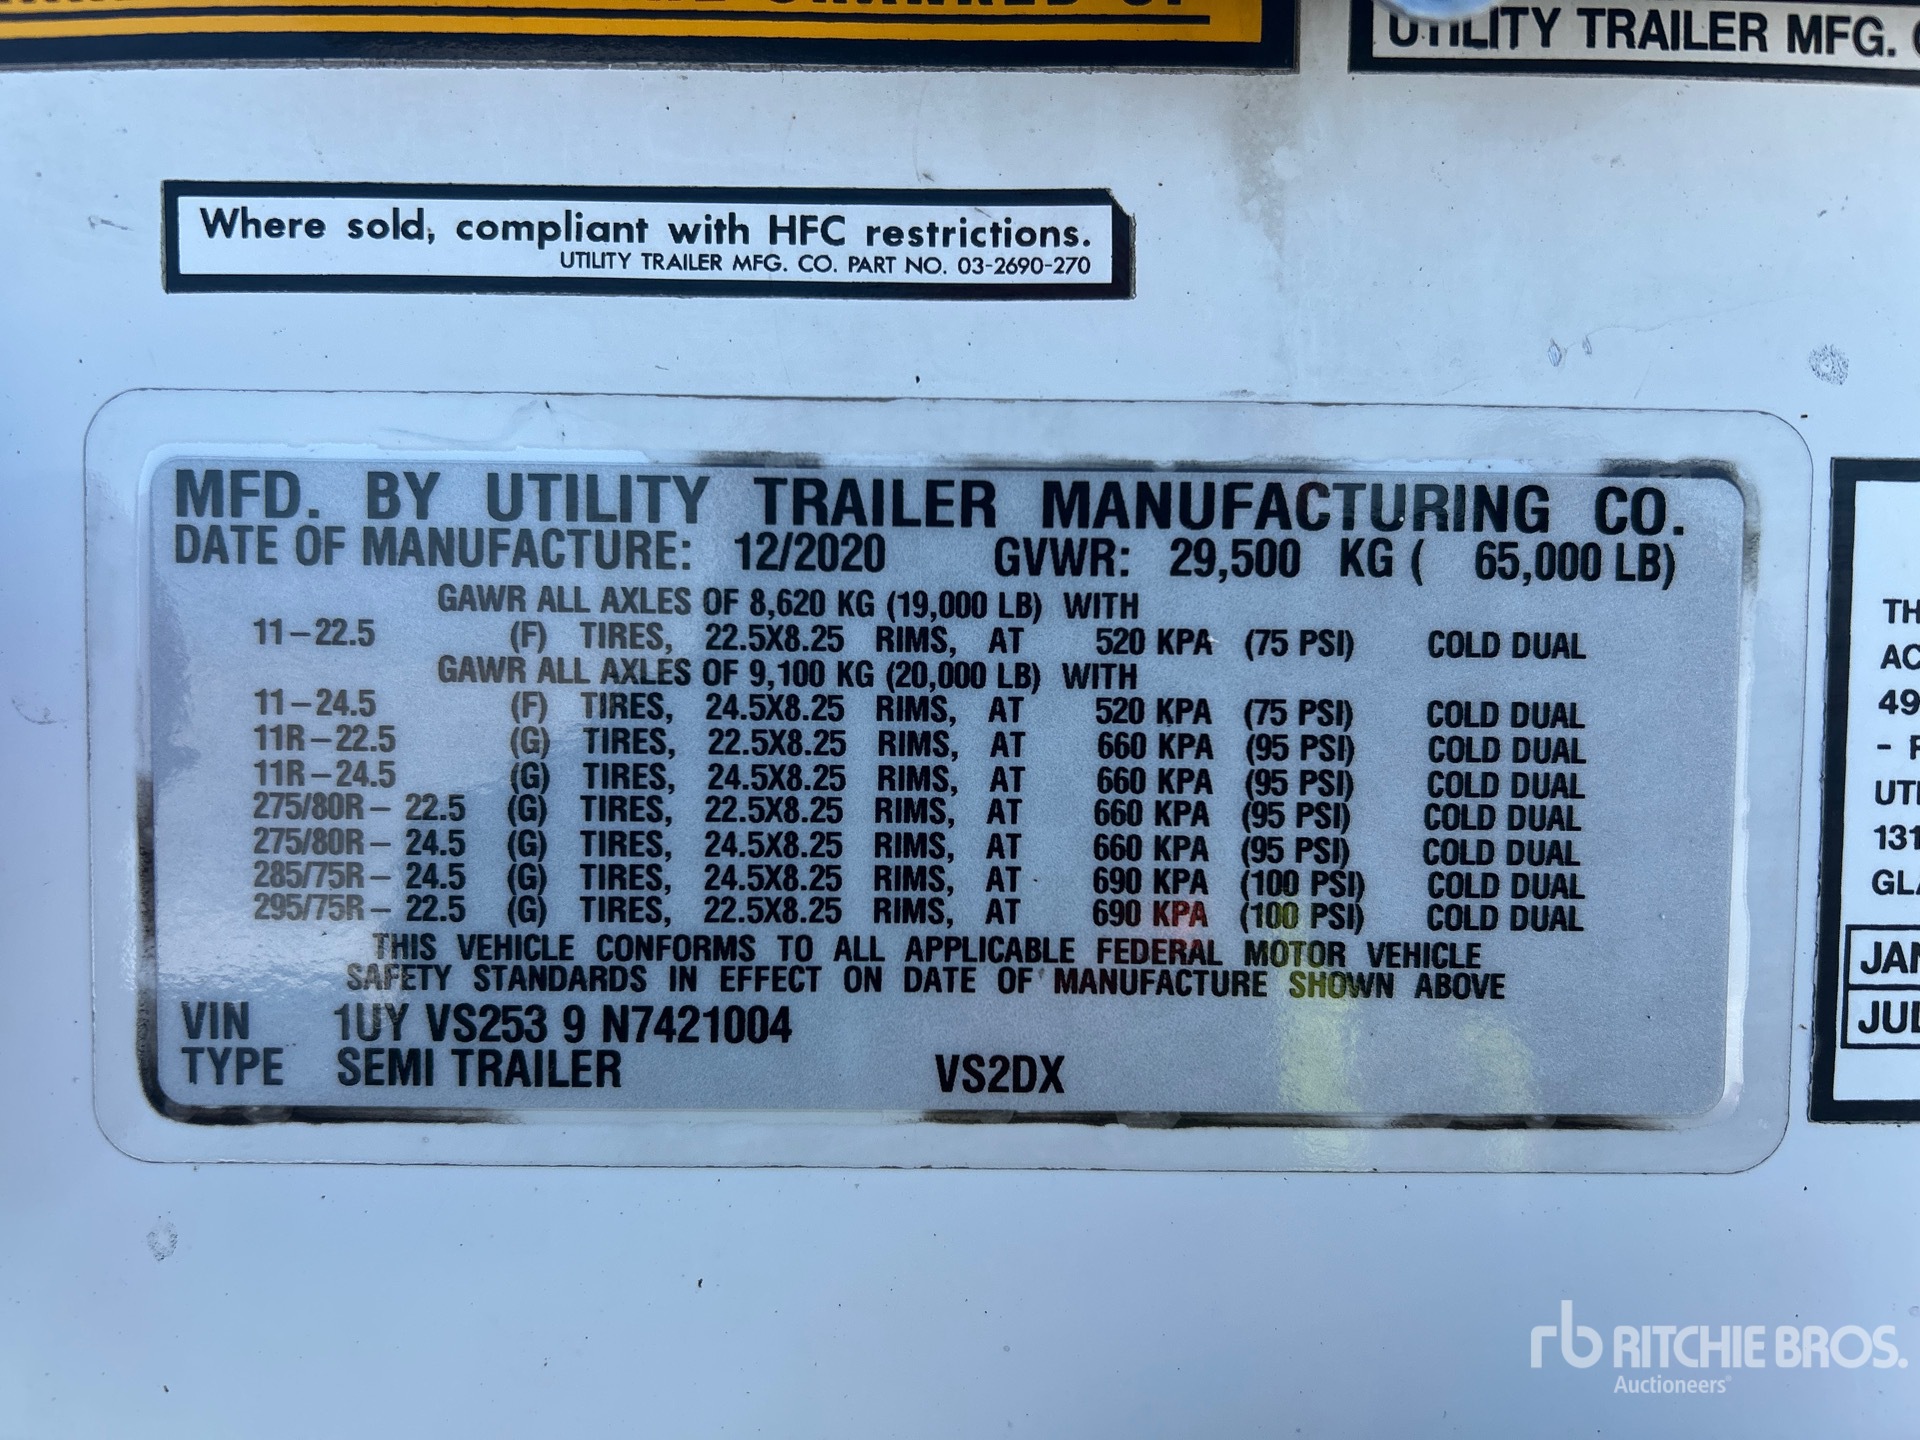 UTILITY TRAILER MFG.
Where sold, compliant with HFC restrictions.
UTILITY TRAILER MFG. CO. PART NO. 03-2690-270
MFD. BY UTILITY TRAILER MANUFACTURING CO.
DATE OF MANUFACTURE: 12/2020 GVWR: 29,500 KG ( 65,000 LB)
GAWR ALL AXLES OF 8,620 KG (19,000 LB) WITH
11-22.5 (F) TIRES, 22.5X8.25 RIMS, AT 520 KPA (75 PSI) COLD DUAL
GAWR ALL AXLES OF 9,100 KG (20,000 LB) WITH
11-24.5 (F) TIRES, 24.5X8.25 RIMS, AT 520 KPA (75 PSI) COLD DUAL
11R-22.5 (G) TIRES, 22.5X8.25 RIMS, AT 660 KPA (95 PSI) COLD DUAL
11R-24.5 (G) TIRES, 24.5X8.25 RIMS, AT 660 KPA (95 PSI) COLD DUAL
275/80R- 22.5 (G) TIRES, 22.5X8.25 RIMS, AT 660 KPA (95 PSI) COLD DUAL
275/80R- 24.5 (G) TIRES, 24.5X8.25 RIMS, AT 660 KPA (95 PSI) COLD DUAL
285/75R- 24.5 (G) TIRES, 24.5X8.25 RIMS, AT 690 KPA (100 PSI) COLD DUAL
295/75R- 22.5 (G) TIRES, 22.5X8.25 RIMS, AT 690 KPA (100 PSI) COLD DUAL
THIS VEHICLE CONFORMS TO ALL APPLICABLE FEDERAL MOTOR VEHICLE
SAFETY STANDARDS IN EFFECT ON DATE OF MANUFACTURE SHOWN ABOVE
VIN 1UY VS253 9 N7421004
TYPE SEMI TRAILER VS2DX
TH
AC
49
-
UT
131
GL
JAN
JUL
rb RITCHIE BROS.
Auctioneers